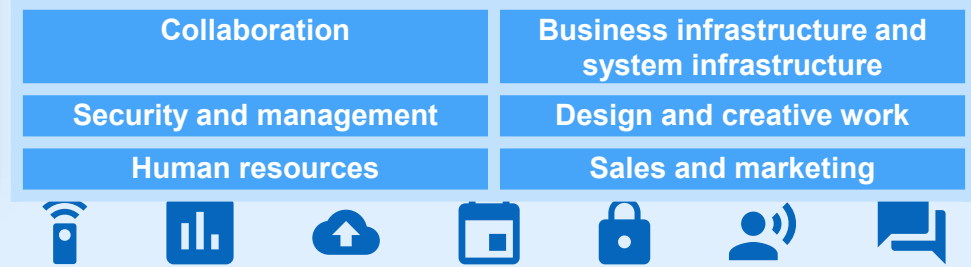 Collaboration
Business infrastructure and
system infrastructure
Security and management
Design and creative work
Human resources
Sales and marketing